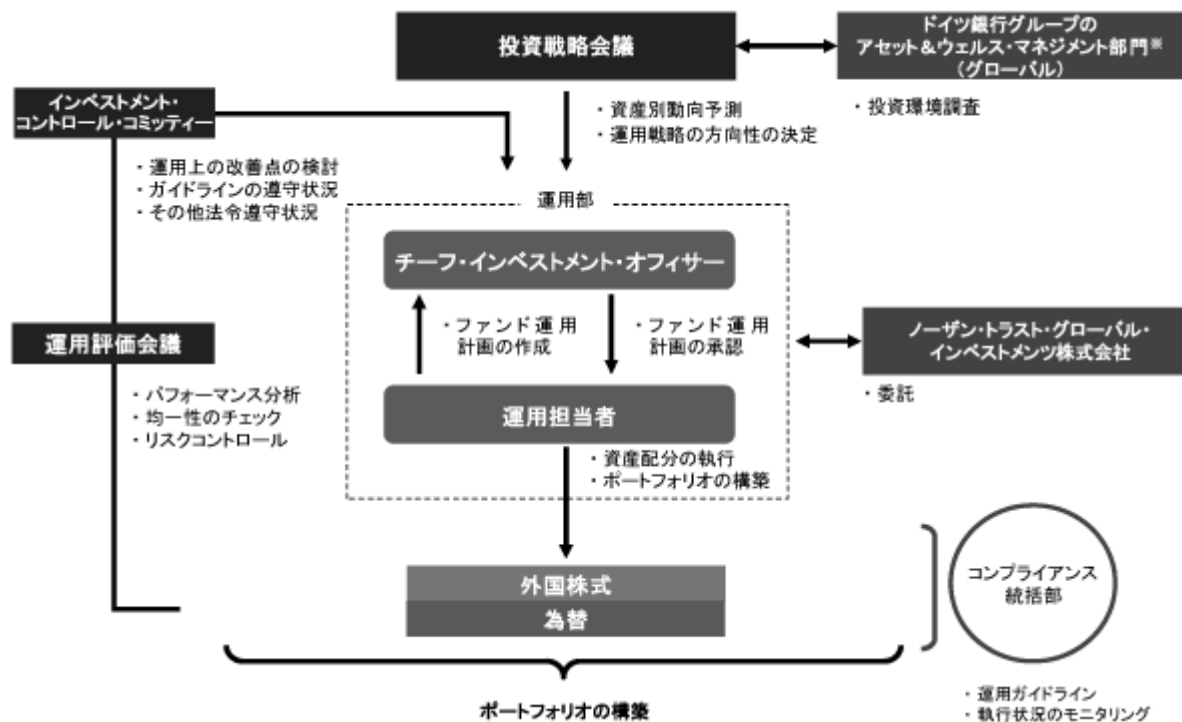 投資戦略会議
ドイツ銀行グループの
アセット＆ウェルス・マネジメント部門※
（グローバル）
・投資環境調査
・資産別動向予測
・運用戦略の方向性の決定
インベストメント・
コントロール・コミッティー
・運用上の改善点の検討
・ガイドラインの遵守状況
・その他法令遵守状況
運用部
チーフ・インベストメント・オフィサー
・ファンド運用
計画の作成
・ファンド運用
計画の承認
運用評価会議
・パフォーマンス分析
・均一性のチェック
・リスクコントロール
ノーザン・トラスト・グローバル・
インベストメンツ株式会社
・委託
運用担当者
・資産配分の執行
・ポートフォリオの構築
外国株式
為替
コンプライアンス
統括部
・運用ガイドライン
・執行状況のモニタリング
ポートフォリオの構築